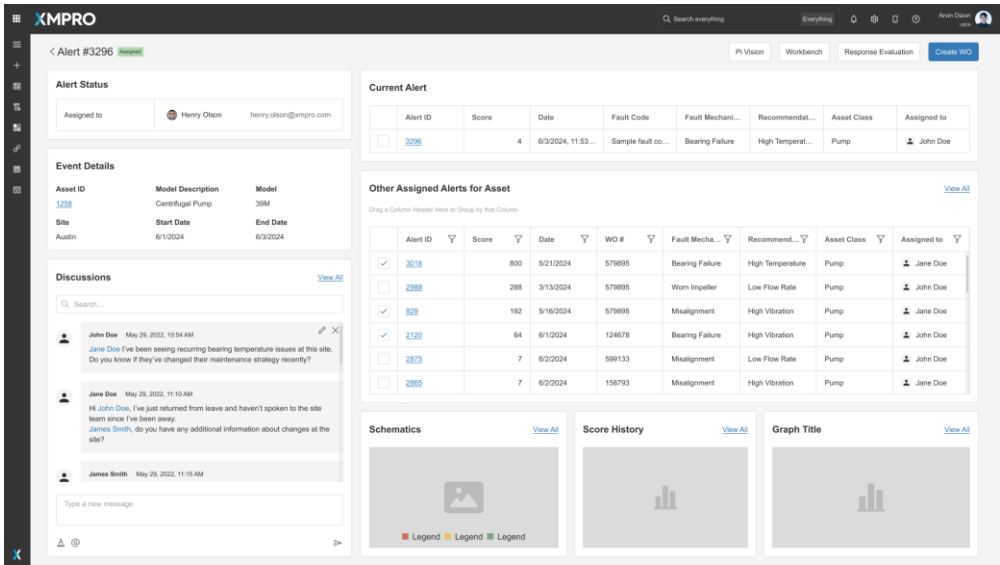 XMPRO
Search everything
Everything
Arvin Dizon
USER
Alert #3296
Assigned
PI Vision
Workbench
Response Evaluation
Create WO
Alert Status
Assigned to
Henry Olson
henry.olson@xmpro.com
Event Details
Asset ID Model Description Model
1258 Centrifugal Pump 39M
Site Start Date End Date
Austin 6/1/2024 6/3/2024
Discussions
View All
Search...
John Doe May 29, 2022, 10:54 AM
Jane Doe I've been seeing recurring bearing temperature issues at this site.
Do you know if they've changed their maintenance strategy recently?
Jane Doe May 29, 2022, 11:10 AM
Hi John Doe, I've just returned from leave and haven't spoken to the site
team since I've been away.
James Smith, do you have any additional information about changes at the
site?
James Smith May 29, 2022, 11:15 AM
Type a new message
A @
Current Alert
Alert ID Score Date Fault Code Fault Mechani... Recommendat... Asset Class Assigned to
3296 4 6/3/2024, 11:53... Sample fault co... Bearing Failure High Temperat... Pump John Doe
Other Assigned Alerts for Asset
View All
Drag a Column Header Here to Group by that Column
Alert ID Score Date WO # Fault Mecha... Recommend... Asset Class Assigned to
3018 800 5/21/2024 579895 Bearing Failure High Temperature Pump Jane Doe
2988 288 3/13/2024 579895 Worn Impeller Low Flow Rate Pump John Doe
829 192 5/16/2024 579895 Misalignment High Vibration Pump John Doe
2120 64 6/1/2024 124678 Bearing Failure High Vibration Pump Jane Doe
2875 7 6/2/2024 599133 Misalignment Low Flow Rate Pump John Doe
2865 7 6/2/2024 158793 Misalignment High Vibration Pump Jane Doe
Schematics
View All
Legend Legend Legend
Score History
View All
Graph Title
View All